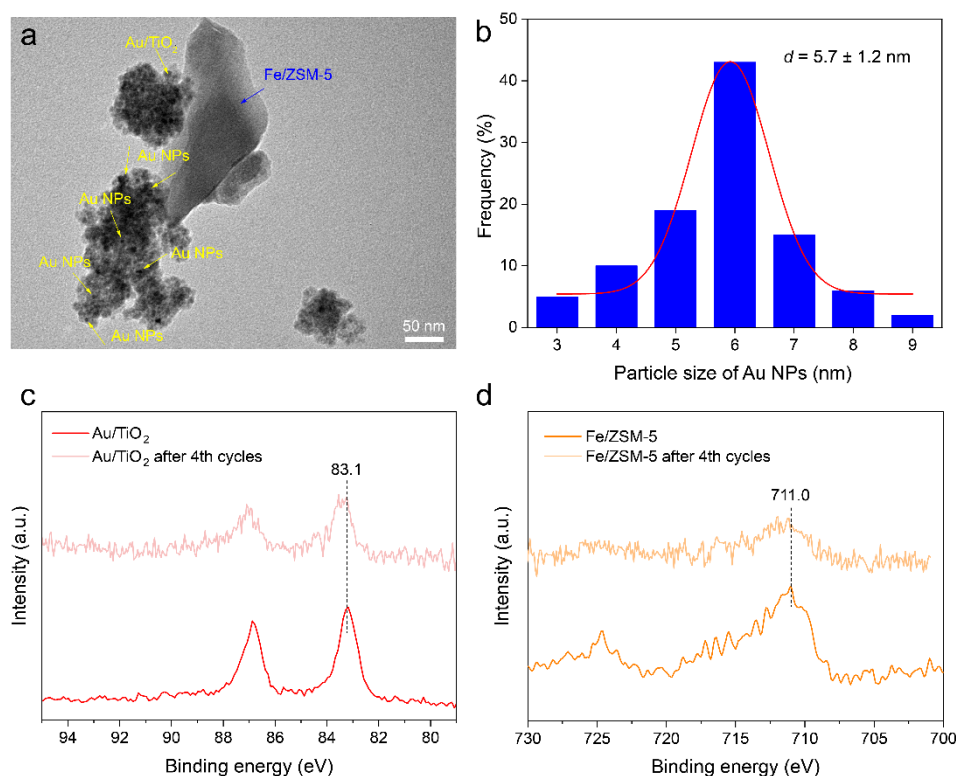 a
Au/TiO₂
Fe/ZSM-5
Au NPs
Au NPs
Au NPs
Au NPs
Au NPs
50 nm
b
d = 5.7 ± 1.2 nm
Frequency (%)
50
40
30
20
10
0
3 4 5 6 7 8 9
Particle size of Au NPs (nm)
c
Au/TiO₂
Au/TiO₂ after 4th cycles
83.1
Intensity (a.u.)
94 92 90 88 86 84 82 80
Binding energy (eV)
d
Fe/ZSM-5
Fe/ZSM-5 after 4th cycles
711.0
Intensity (a.u.)
730 725 720 715 710 705 700
Binding energy (eV)